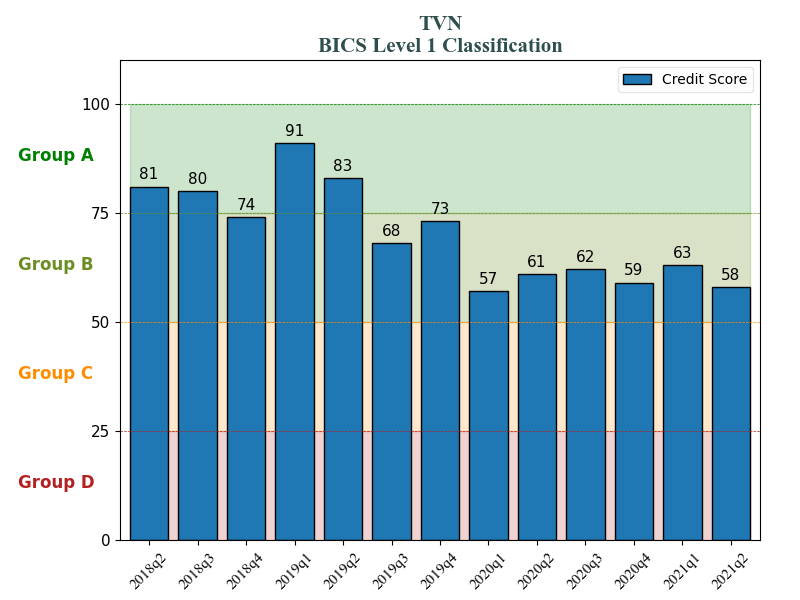 TVN
BICS Level 1 Classification
Credit Score
100
75
50
25
0
Group A
Group B
Group C
Group D
81
80
74
91
83
68
73
57
61
62
59
63
58
2018q2
2018q3
2018q4
2019q1
2019q2
2019q3
2019q4
2020q1
2020q2
2020q3
2020q4
2021q1
2021q2